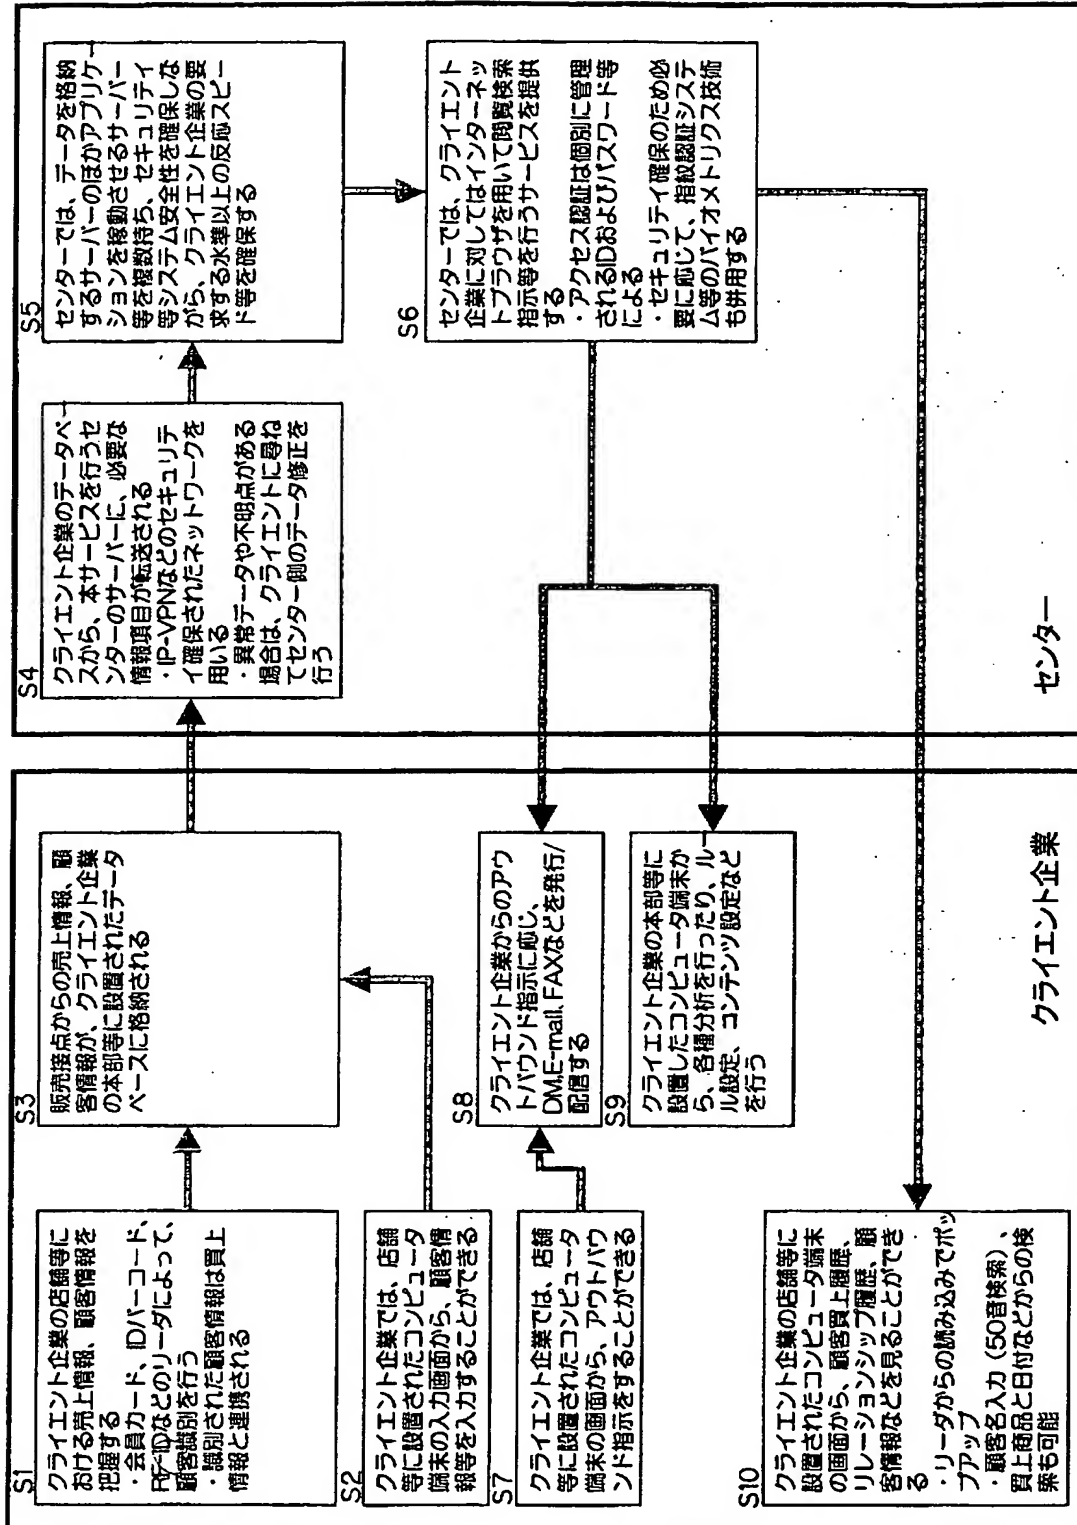 S1
クライエント企業の店舗等に
おける売上情報、顧客情報を
把握する
・会員カード、IDバーコード、
RF-IDなどのリーダによって、
顧客識別を行う
・識別された顧客情報は買上
情報と連携される
S2
クライエント企業では、店舗
等に設置されたコンピュータ
端末の入力画面から、顧客情
報等を入力することができる
S7
クライエント企業では、店舗
等に設置されたコンピュータ
端末の画面から、アウトバウ
ンド指示をすることができる
S10
クライエント企業の店舗等に
設置されたコンピュータ端末
の画面から、顧客買上履歴、
リレーションシップ履歴、顧
客情報などを見ることができ
る
・リーダからの読み込みでポッ
プアップ
・顧客名入力（50音検索）、
買上商品と日付などからの検
索も可能
S3
販売接点からの売上情報、顧
客情報が、クライエント企業
の本部等に設置されたデータ
ベースに格納される
S8
クライエント企業からのアウ
トバウンド指示に応じ、
DM,E-mail、FAXなどを発行/
配信する
S9
クライエント企業の本部等に
設置したコンピュータ端末か
ら、各種分析を行ったり、ルー
ル設定、コンテンツ設定など
を行う
クライエント企業
S4
クライエント企業のデータベー
スから、本サービスを行うセ
ンターのサーバーに、必要な
情報項目が転送される
・IP-VPNなどのセキュリテ
ィ確保されたネットワークを
用いる
・異常データや不明点がある
場合は、クライエントに尋ね
てセンター側のデータ修正を
行う
S5
センターでは、データを格納
するサーバーのほかアプリケー
ションを稼動させるサーバー
等を複数持ち、セキュリティ
等システム安全性を確保しな
がら、クライエント企業の要
求する水準以上の反応スピー
ド等を確保する
S6
センターでは、クライエント
企業に対してはインターネッ
トブラウザを用いて閲覧検索
指示等を行うサービスを提供
する
・アクセス認証は個別に管理
されるIDおよびパスワード等
による
・セキュリティ確保のため必
要に応じて、指紋認証システ
ム等のバイオメトリクス技術
も併用する
センター